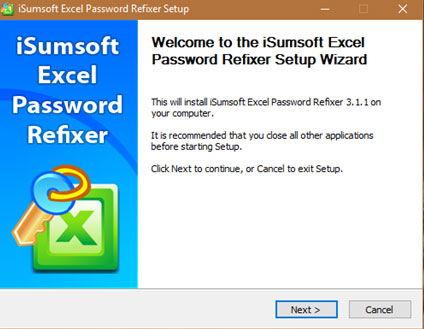 iSumsoft Excel Password Refixer Setup
iSumsoft
Excel
Password
Refixer
Welcome to the iSumsoft Excel
Password Refixer Setup Wizard
This will install iSumsoft Excel Password Refixer 3.1.1 on
your computer.
It is recommended that you close all other applications
before starting Setup.
Click Next to continue, or Cancel to exit Setup.
Next >
Cancel